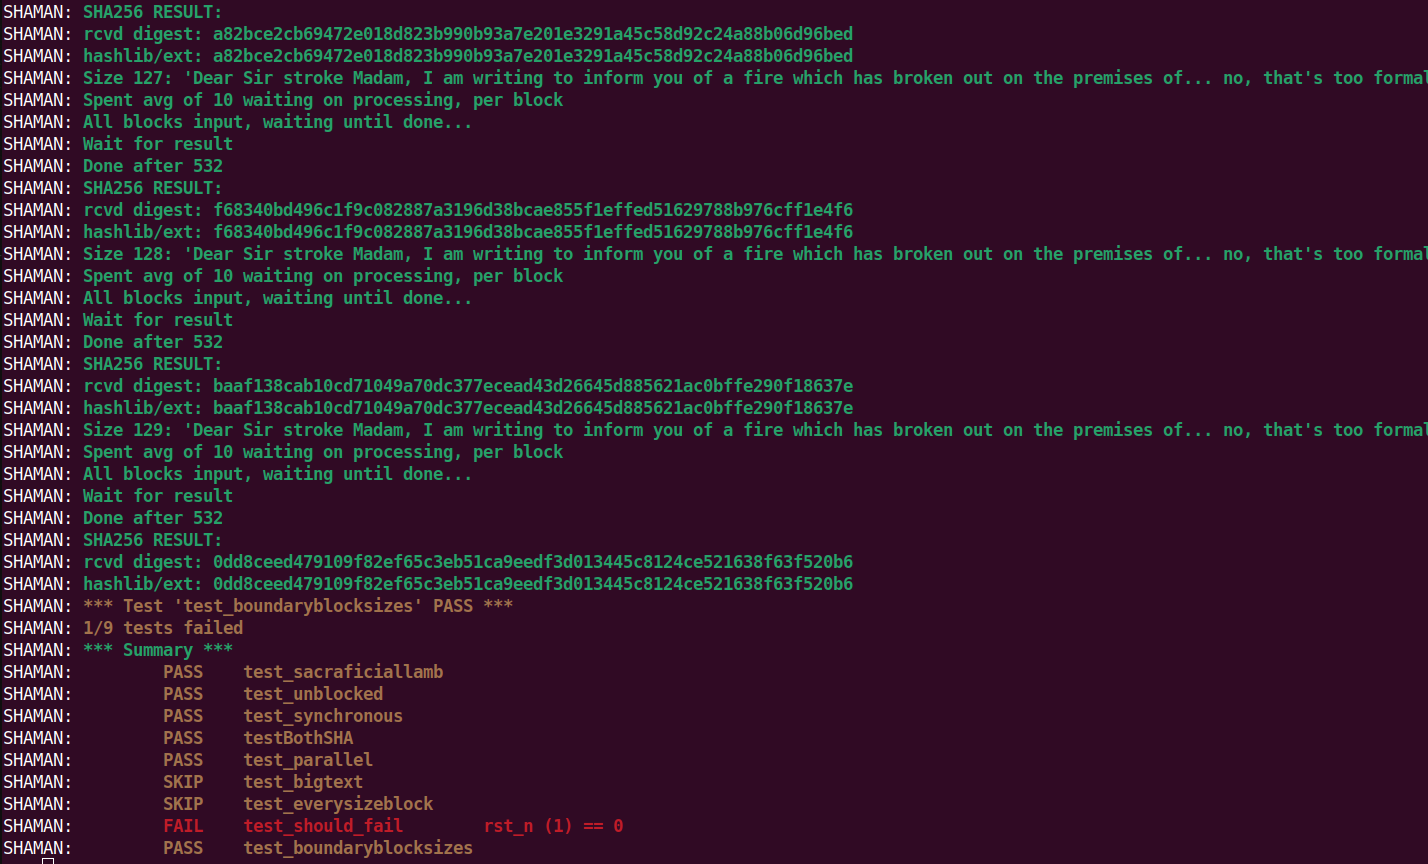 SHAMAN: SHA256 RESULT:
SHAMAN: rcvd digest: a82bce2cb69472e018d823b990b93a7e201e3291a45c58d92c24a88b06d96bed
SHAMAN: hashlib/ext: a82bce2cb69472e018d823b990b93a7e201e3291a45c58d92c24a88b06d96bed
SHAMAN: Size 127: 'Dear Sir stroke Madam, I am writing to inform you of a fire which has broken out on the premises of... no, that's too formal
SHAMAN: Spent avg of 10 waiting on processing, per block
SHAMAN: All blocks input, waiting until done...
SHAMAN: Wait for result
SHAMAN: Done after 532
SHAMAN: SHA256 RESULT:
SHAMAN: rcvd digest: f68340bd496c1f9c082887a3196d38bcae855f1effed51629788b976cff1e4f6
SHAMAN: hashlib/ext: f68340bd496c1f9c082887a3196d38bcae855f1effed51629788b976cff1e4f6
SHAMAN: Size 128: 'Dear Sir stroke Madam, I am writing to inform you of a fire which has broken out on the premises of... no, that's too formal
SHAMAN: Spent avg of 10 waiting on processing, per block
SHAMAN: All blocks input, waiting until done...
SHAMAN: Wait for result
SHAMAN: Done after 532
SHAMAN: SHA256 RESULT:
SHAMAN: rcvd digest: baaf138cab10cd71049a70dc377ecead43d26645d885621ac0bffe290f18637e
SHAMAN: hashlib/ext: baaf138cab10cd71049a70dc377ecead43d26645d885621ac0bffe290f18637e
SHAMAN: Size 129: 'Dear Sir stroke Madam, I am writing to inform you of a fire which has broken out on the premises of... no, that's too formal
SHAMAN: Spent avg of 10 waiting on processing, per block
SHAMAN: All blocks input, waiting until done...
SHAMAN: Wait for result
SHAMAN: Done after 532
SHAMAN: SHA256 RESULT:
SHAMAN: rcvd digest: 0dd8ceed479109f82ef65c3eb51ca9eedf3d013445c8124ce521638f63f520b6
SHAMAN: hashlib/ext: 0dd8ceed479109f82ef65c3eb51ca9eedf3d013445c8124ce521638f63f520b6
SHAMAN: *** Test 'test_boundaryblocksizes' PASS ***
SHAMAN: 1/9 tests failed
SHAMAN: *** Summary ***
SHAMAN: PASS test_sacraficiallamb
SHAMAN: PASS test_unblocked
SHAMAN: PASS test_synchronous
SHAMAN: PASS testBothSHA
SHAMAN: PASS test_parallel
SHAMAN: SKIP test_bigtext
SHAMAN: SKIP test_everysizeblock
SHAMAN: FAIL test_should_fail rst_n (1) == 0
SHAMAN: PASS test_boundaryblocksizes